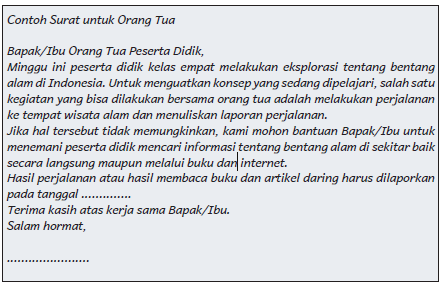 Contoh Surat untuk Orang Tua
Bapak/Ibu Orang Tua Peserta Didik,
Minggu ini peserta didik kelas empat melakukan eksplorasi tentang bentang
alam di Indonesia. Untuk menguatkan konsep yang sedang dipelajari, salah satu
kegiatan yang bisa dilakukan bersama orang tua adalah melakukan perjalanan
ke tempat wisata alam dan menuliskan laporan perjalanan.
Jika hal tersebut tidak memungkinkan, kami mohon bantuan Bapak/Ibu untuk
menemani peserta didik mencari informasi tentang bentang alam di sekitar baik
secara langsung maupun melalui buku dan internet.
Hasil perjalanan atau hasil membaca buku dan artikel daring harus dilaporkan
pada tanggal ..............
Terima kasih atas kerja sama Bapak/Ibu.
Salam hormat,
.......................